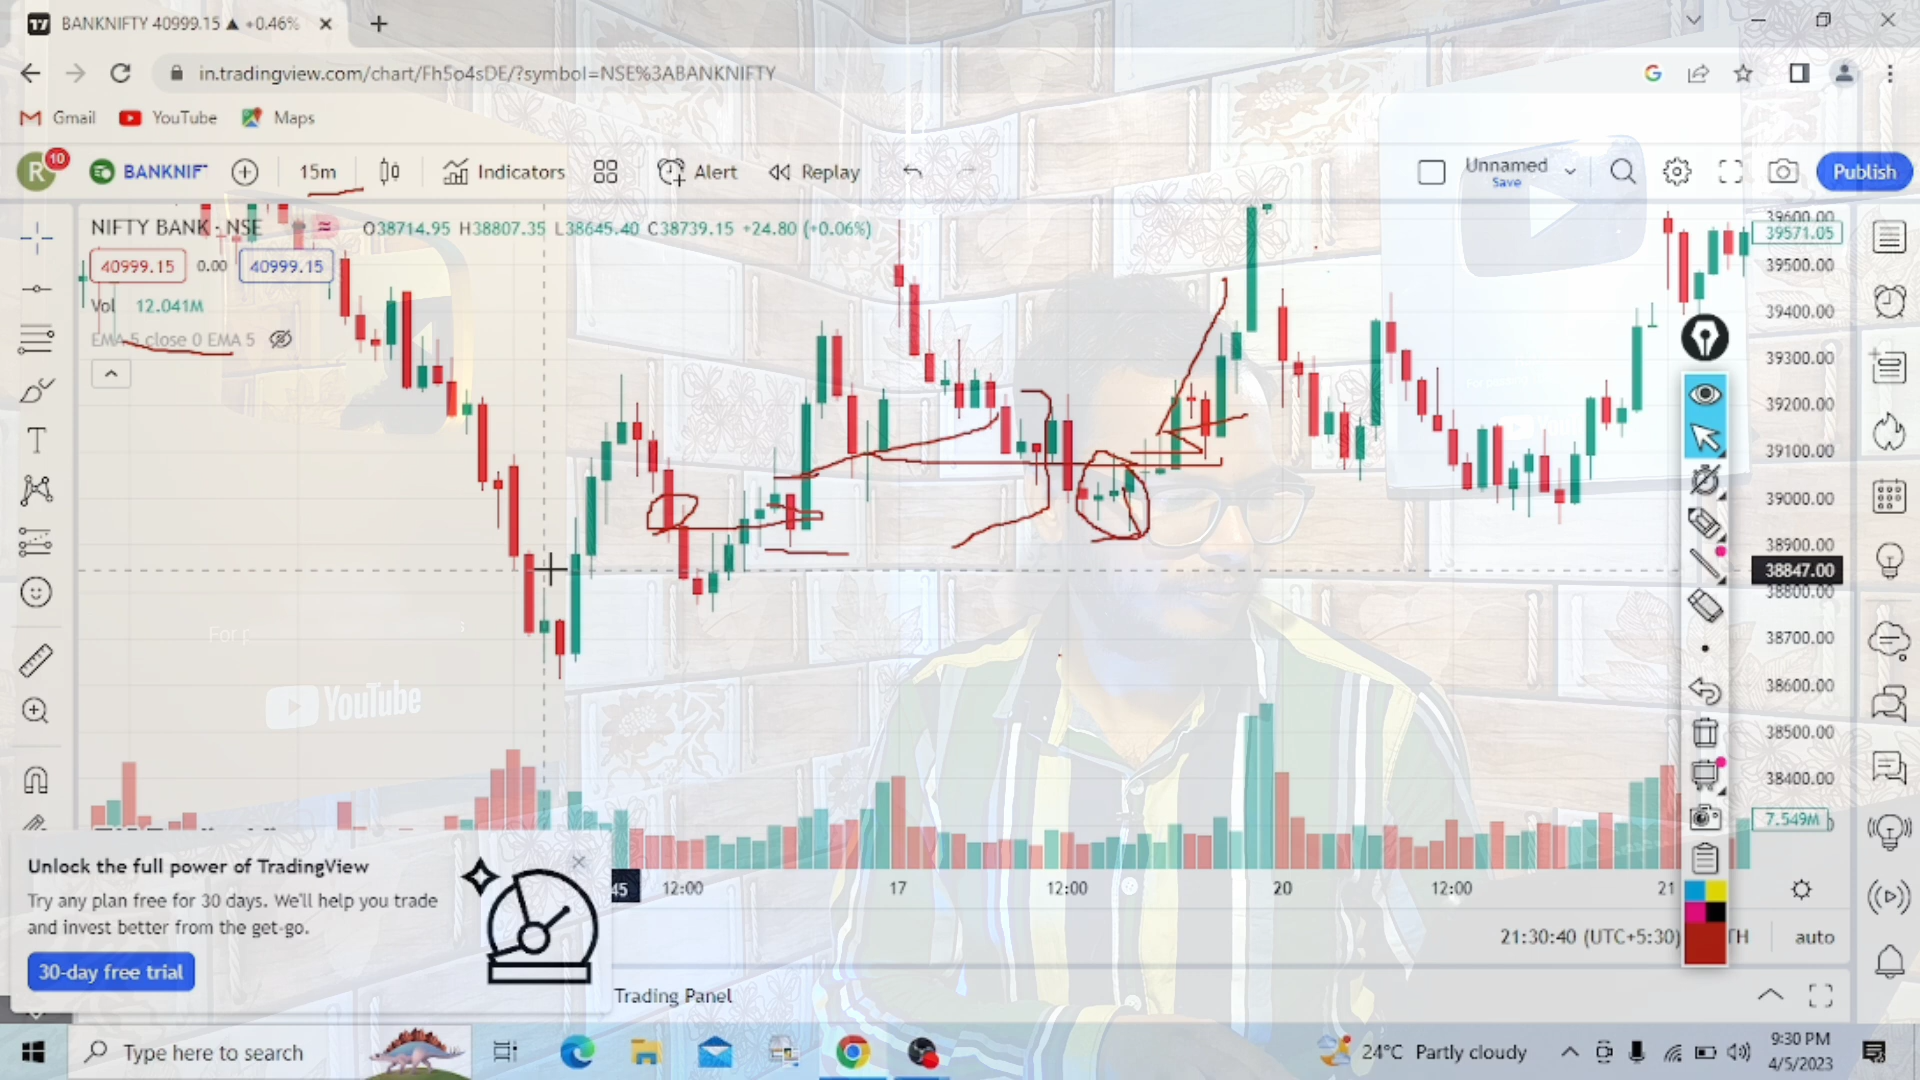 BANKNIFTY 40999.15 ▲ +0.46%
in.tradingview.com/chart/Fh5o4sDE/?symbol=NSE%3ABANKNIFTY
Gmail YouTube Maps
R 10 BANKNIF 15m Indicators Alert Replay Unnamed Save Publish
NIFTY BANK - NSE O38714.95 H38807.35 L38645.40 C38739.15 +24.80 (+0.06%)
40999.15 0.00 40999.15
Vol 12.041M
EMA 5 close 0 EMA 5
39600.00
39571.05
39500.00
39400.00
39300.00
39200.00
39100.00
39000.00
38900.00
38847.00
38800.00
38700.00
38600.00
38500.00
38400.00
7.549M
For
YouTube
45 12:00 17 12:00 20 12:00 21
Unlock the full power of TradingView
Try any plan free for 30 days. We'll help you trade
and invest better from the get-go.
30-day free trial
21:30:40 (UTC+5:30) TH auto
Trading Panel
Type here to search
24°C Partly cloudy
9:30 PM
4/5/2023